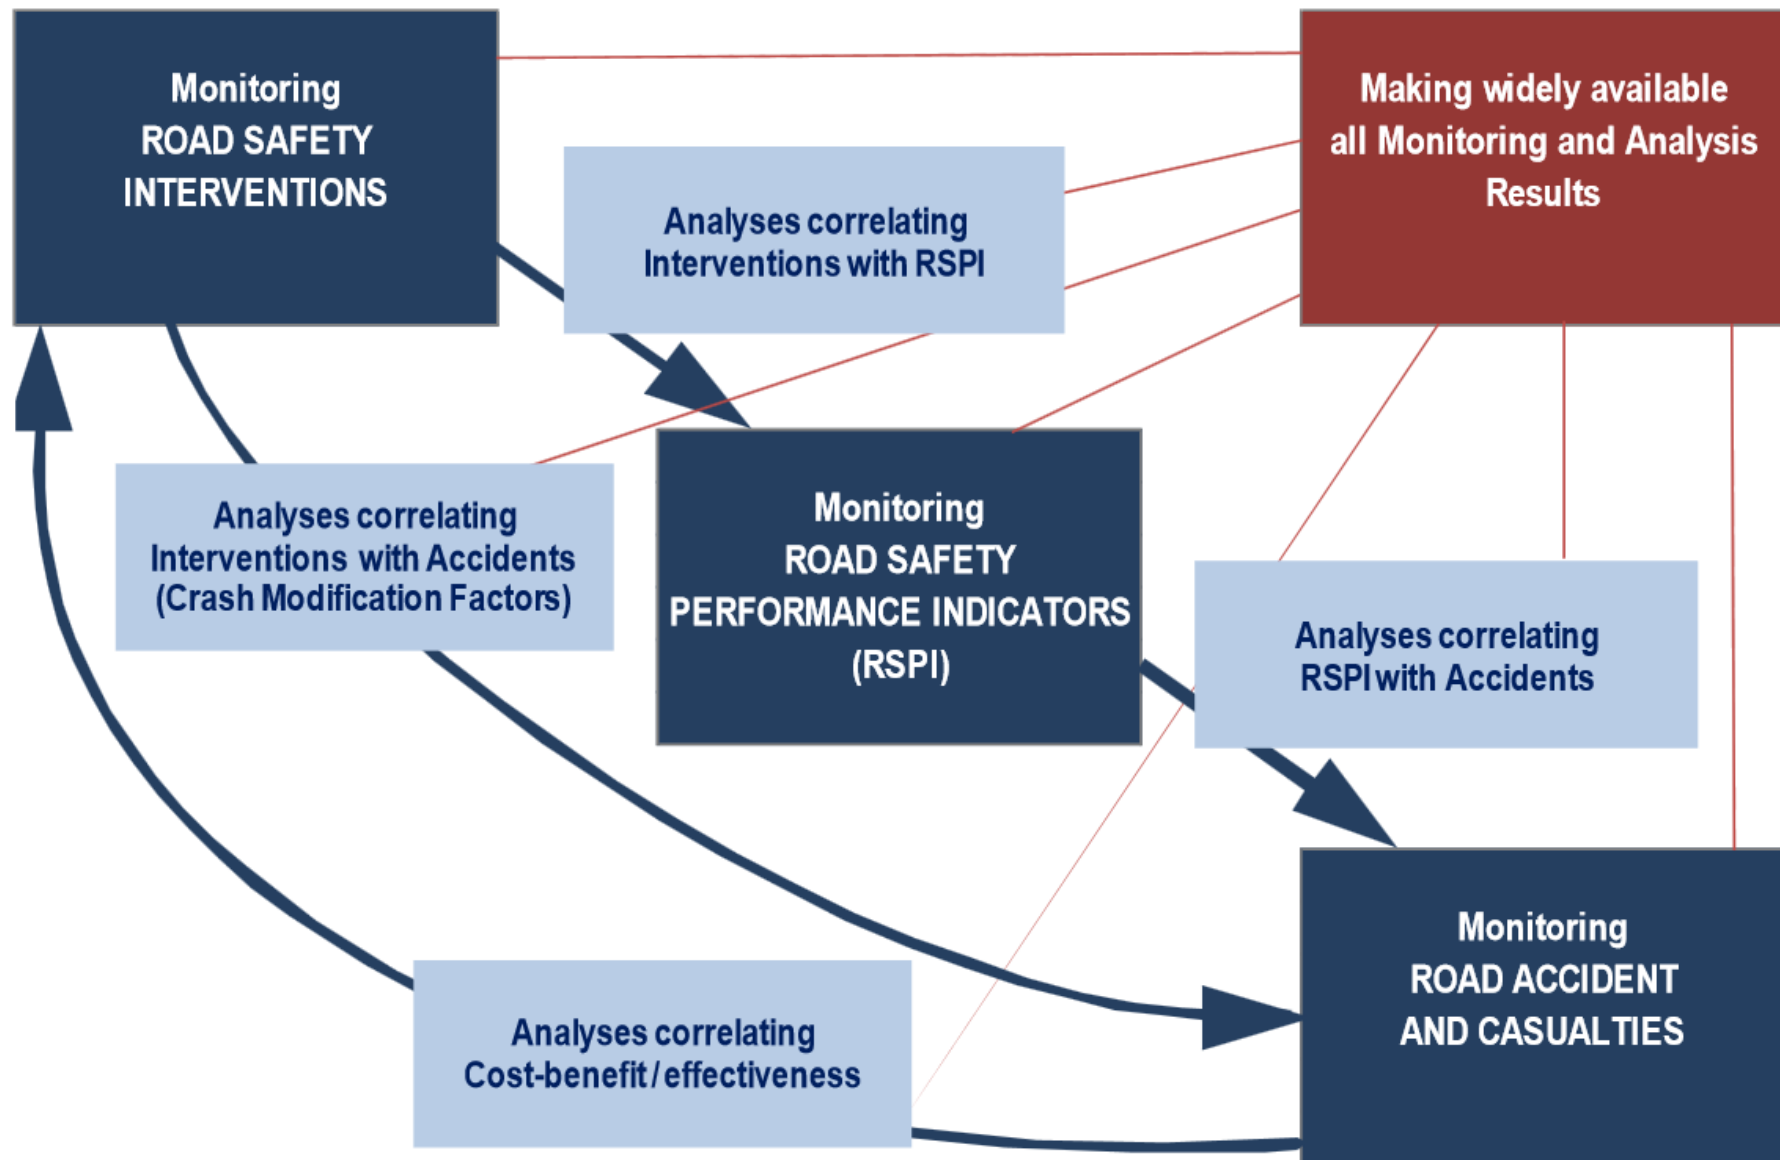 Monitoring
ROAD SAFETY
INTERVENTIONS
Making widely available
all Monitoring and Analysis
Results
Analyses correlating
Interventions with RSPI
Analyses correlating
Interventions with Accidents
(Crash Modification Factors)
Monitoring
ROAD SAFETY
PERFORMANCE INDICATORS
(RSPI)
Analyses correlating
RSPI with Accidents
Monitoring
ROAD ACCIDENT
AND CASUALTIES
Analyses correlating
Cost-benefit / effectiveness